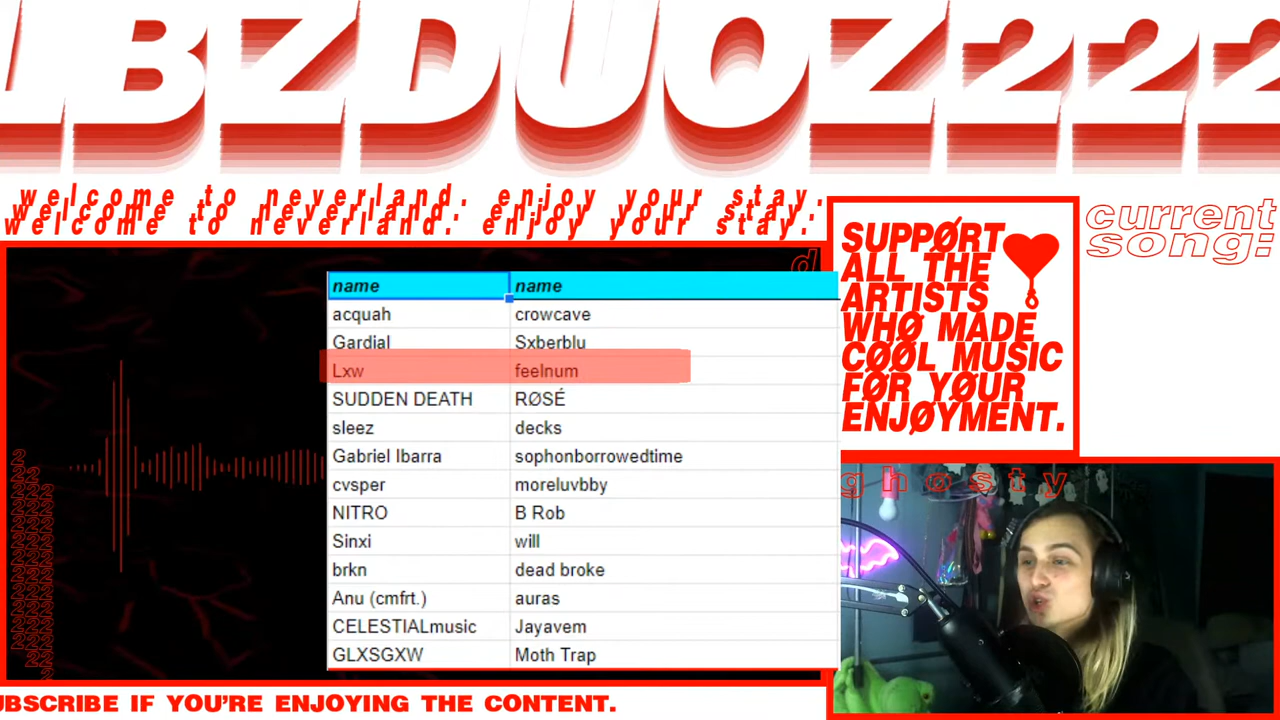 LBZDUOZ222
welcome to neverland. enjoy your stay.
welcome to neverland. enjoy your stay.
current
song:
SUPPØRT
ALL THE
ARTISTS
WHØ MADE
CØØL MUSIC
FØR YØUR
ENJØYMENT.
d
name name
acquah crowcave
Gardial Sxberblu
Lxw feelnum
SUDDEN DEATH RØSÉ
sleez decks
Gabriel Ibarra sophonborrowedtime
cvsper moreluvbby
NITRO B Rob
Sinxi will
brkn dead broke
Anu (cmfrt.) auras
CELESTIALmusic Jayavem
GLXSGXW Moth Trap
ghøsty
UBSCRIBE IF YOU'RE ENJOYING THE CONTENT.